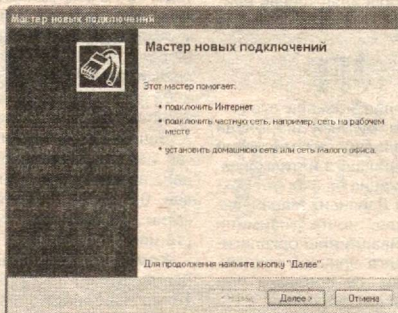 Мастер новых подключений
Мастер новых подключений
Этот мастер помогает:
• подключить Интернет
• подключить частную сеть, например, сеть на рабочем
месте
• установить домашнюю сеть или сеть малого офиса.
Для продолжения нажмите кнопку "Далее".
Далее > Отмена